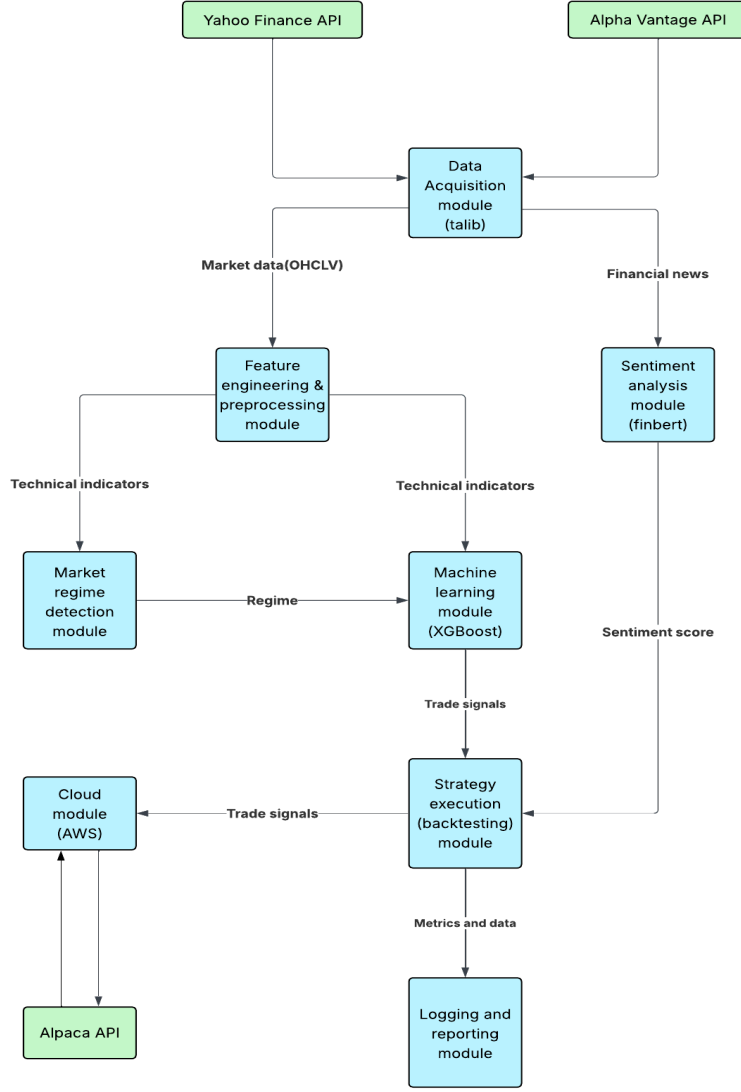 Yahoo Finance API
Alpha Vantage API
Data
Acquisition
module
(talib)
Market data(OHCLV)
Financial news
Feature
engineering &
preprocessing
module
Sentiment
analysis
module
(finbert)
Technical indicators
Technical indicators
Market
regime
detection
module
Regime
Machine
learning
module
(XGBoost)
Sentiment score
Trade signals
Cloud
module
(AWS)
Trade signals
Strategy
execution
(backtesting)
module
Metrics and data
Alpaca API
Logging and
reporting
module